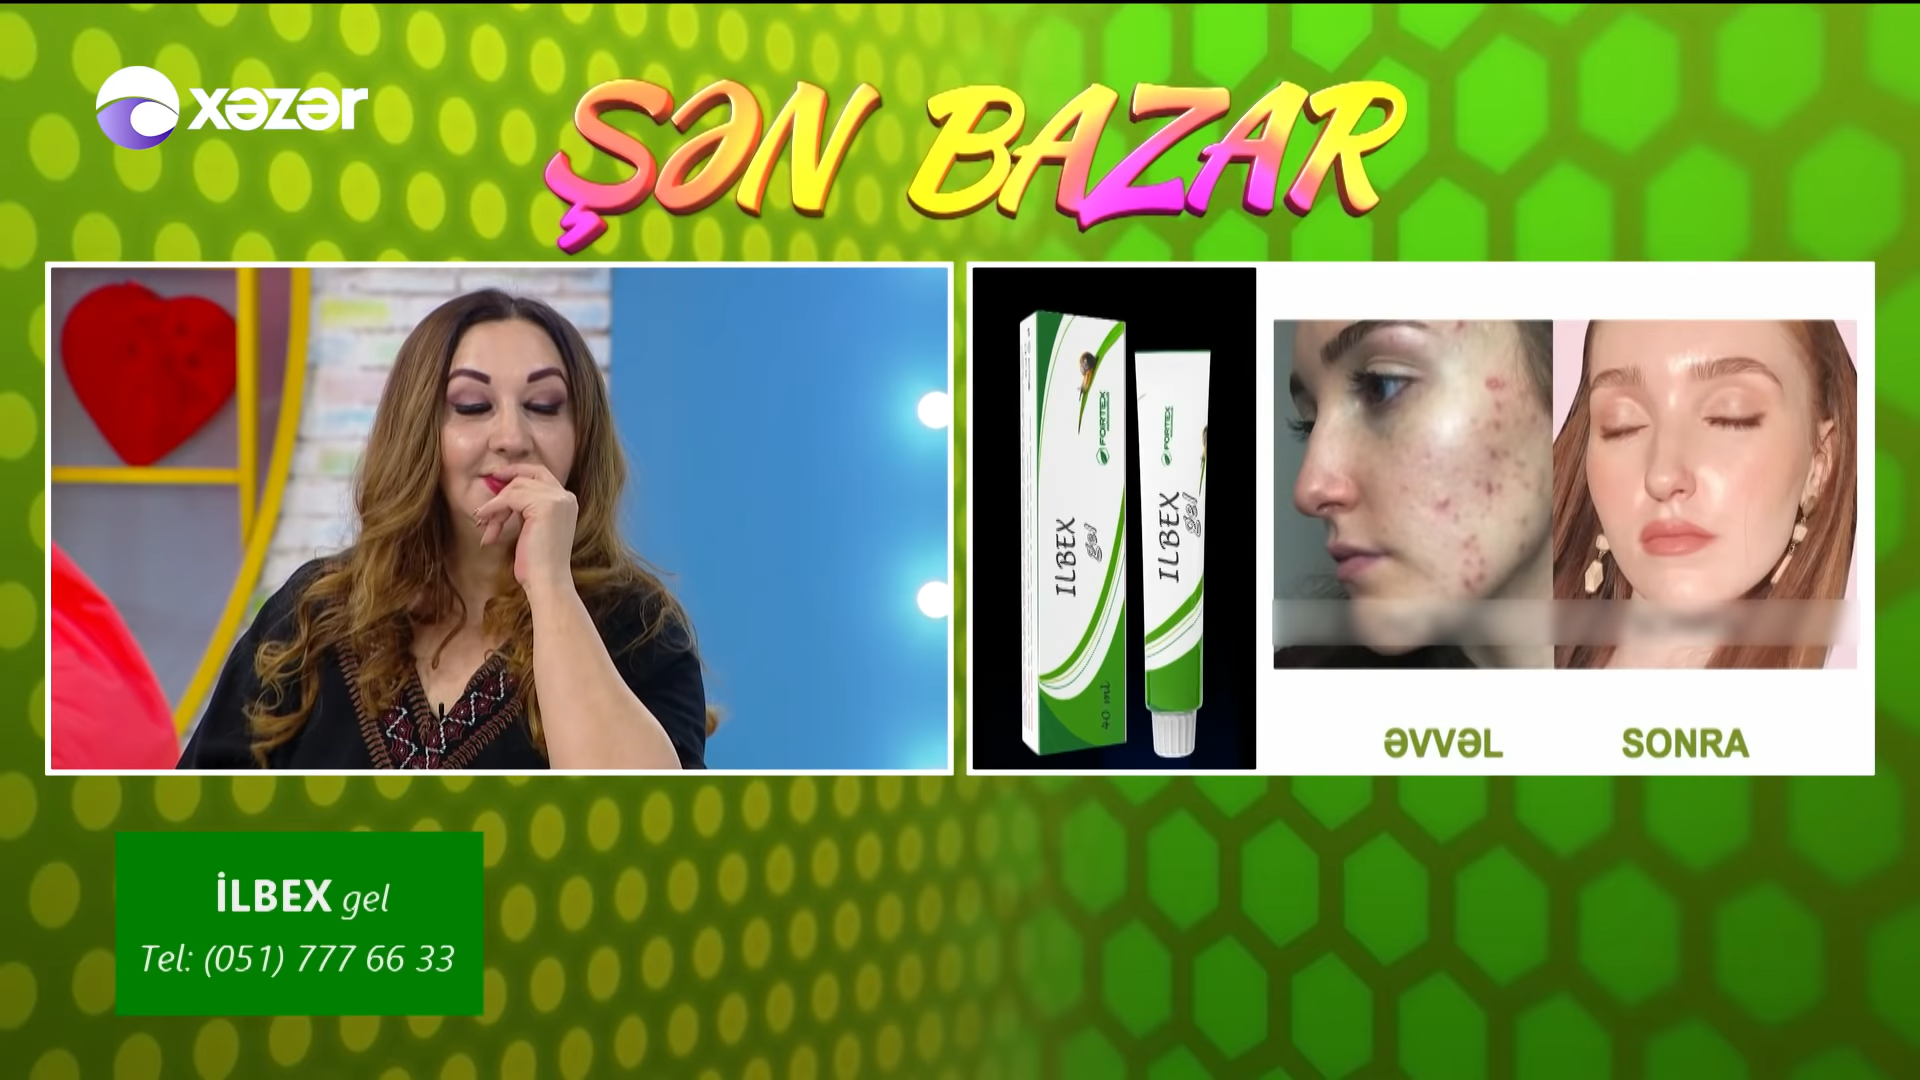 xəzər
ŞƏN BAZAR
FORTEX
ILBEX
gel
40 ml
FORTEX
ILBEX
gel
ƏVVƏL
SONRA
İLBEX gel
Tel: (051) 777 66 33